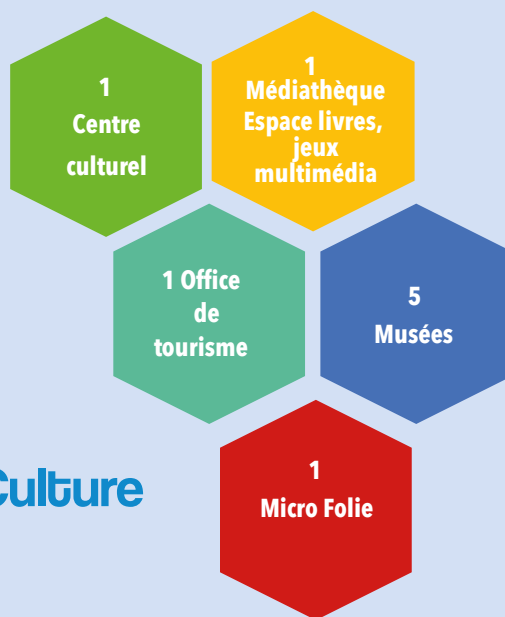 1
Centre
culturel
1
Médiathèque
Espace livres,
jeux
multimédia
1 Office
de
tourisme
5
Musées
1
Micro Folie
Culture